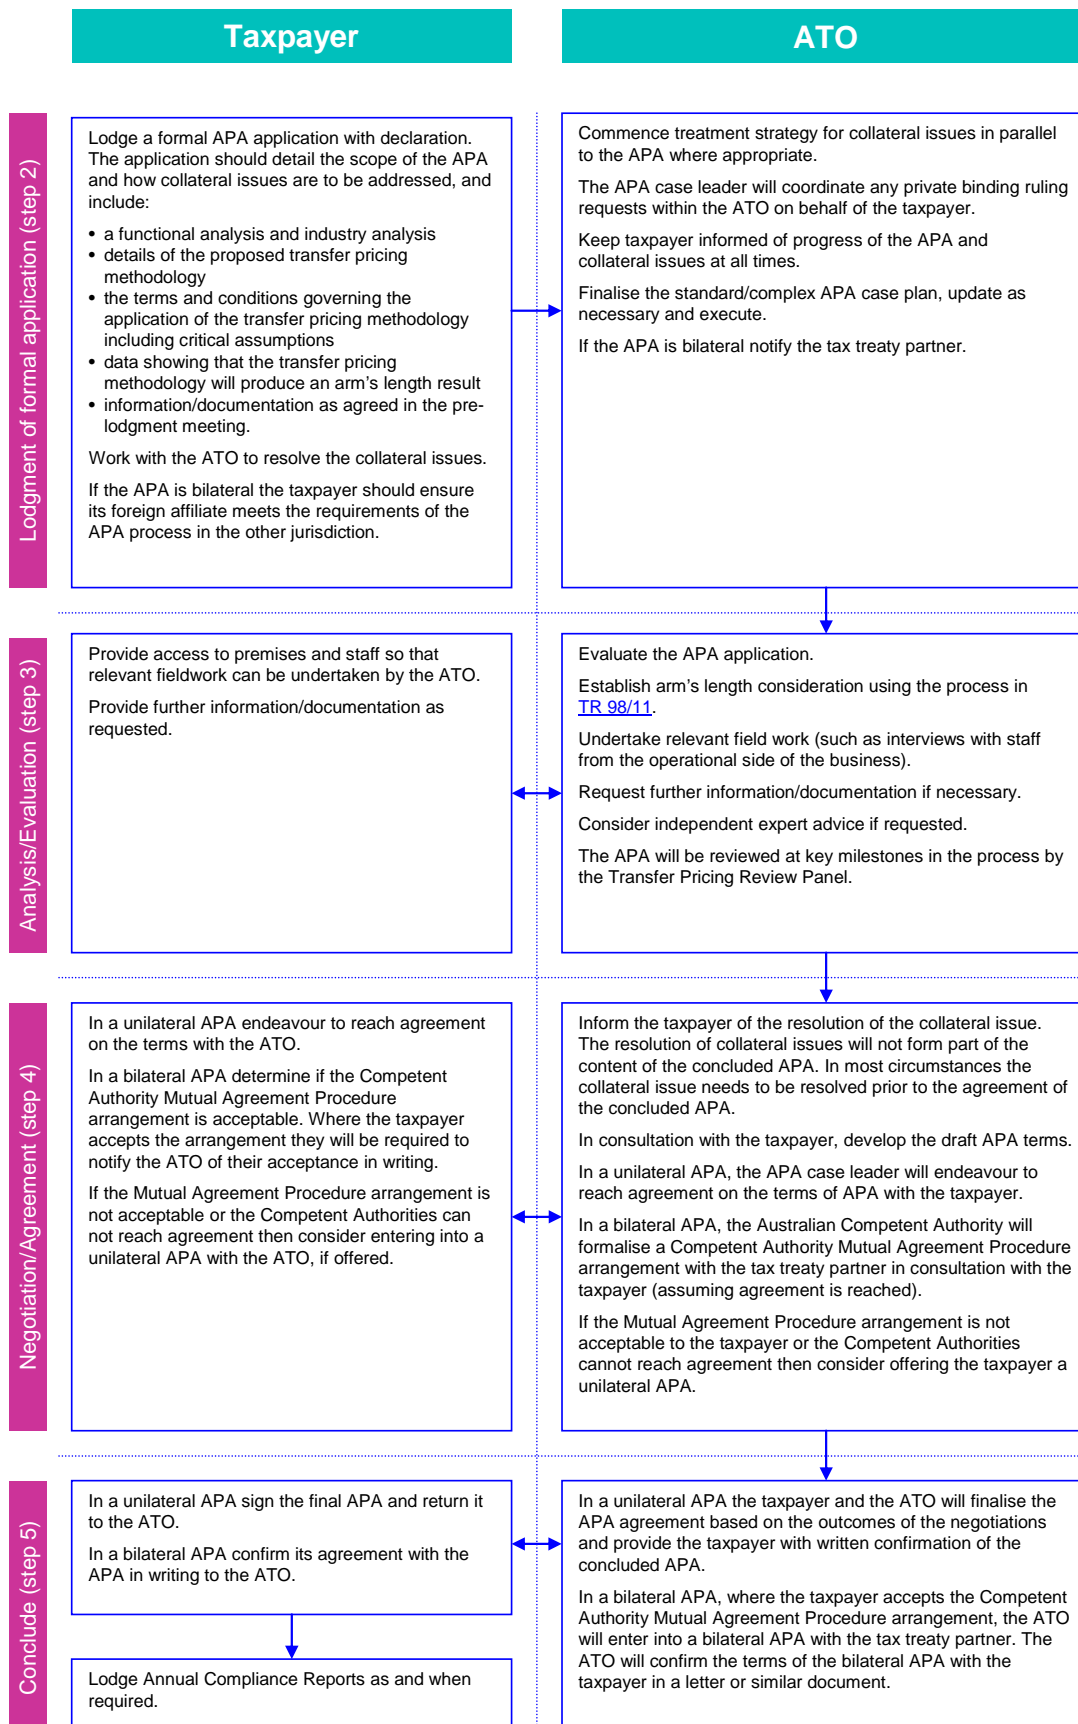 Taxpayer
ATO
Lodgment of formal application (step 2)
Lodge a formal APA application with declaration.
The application should detail the scope of the APA
and how collateral issues are to be addressed, and
include:
• a functional analysis and industry analysis
• details of the proposed transfer pricing
methodology
• the terms and conditions governing the
application of the transfer pricing methodology
including critical assumptions
• data showing that the transfer pricing
methodology will produce an arm's length result
• information/documentation as agreed in the pre-
lodgment meeting.
Work with the ATO to resolve the collateral issues.
If the APA is bilateral the taxpayer should ensure
its foreign affiliate meets the requirements of the
APA process in the other jurisdiction.
Commence treatment strategy for collateral issues in parallel
to the APA where appropriate.
The APA case leader will coordinate any private binding ruling
requests within the ATO on behalf of the taxpayer.
Keep taxpayer informed of progress of the APA and
collateral issues at all times.
Finalise the standard/complex APA case plan, update as
necessary and execute.
If the APA is bilateral notify the tax treaty partner.
Analysis/Evaluation (step 3)
Provide access to premises and staff so that
relevant fieldwork can be undertaken by the ATO.
Provide further information/documentation as
requested.
Evaluate the APA application.
Establish arm's length consideration using the process in
TR 98/11.
Undertake relevant field work (such as interviews with staff
from the operational side of the business).
Request further information/documentation if necessary.
Consider independent expert advice if requested.
The APA will be reviewed at key milestones in the process by
the Transfer Pricing Review Panel.
Negotiation/Agreement (step 4)
In a unilateral APA endeavour to reach agreement
on the terms with the ATO.
In a bilateral APA determine if the Competent
Authority Mutual Agreement Procedure
arrangement is acceptable. Where the taxpayer
accepts the arrangement they will be required to
notify the ATO of their acceptance in writing.
If the Mutual Agreement Procedure arrangement is
not acceptable or the Competent Authorities can
not reach agreement then consider entering into a
unilateral APA with the ATO, if offered.
Inform the taxpayer of the resolution of the collateral issue.
The resolution of collateral issues will not form part of the
content of the concluded APA. In most circumstances the
collateral issue needs to be resolved prior to the agreement of
the concluded APA.
In consultation with the taxpayer, develop the draft APA terms.
In a unilateral APA, the APA case leader will endeavour to
reach agreement on the terms of APA with the taxpayer.
In a bilateral APA, the Australian Competent Authority will
formalise a Competent Authority Mutual Agreement Procedure
arrangement with the tax treaty partner in consultation with the
taxpayer (assuming agreement is reached).
If the Mutual Agreement Procedure arrangement is not
acceptable to the taxpayer or the Competent Authorities
cannot reach agreement then consider offering the taxpayer a
unilateral APA.
Conclude (step 5)
In a unilateral APA sign the final APA and return it
to the ATO.
In a bilateral APA confirm its agreement with the
APA in writing to the ATO.
Lodge Annual Compliance Reports as and when
required.
In a unilateral APA the taxpayer and the ATO will finalise the
APA agreement based on the outcomes of the negotiations
and provide the taxpayer with written confirmation of the
concluded APA.
In a bilateral APA, where the taxpayer accepts the Competent
Authority Mutual Agreement Procedure arrangement, the ATO
will enter into a bilateral APA with the tax treaty partner. The
ATO will confirm the terms of the bilateral APA with the
taxpayer in a letter or similar document.